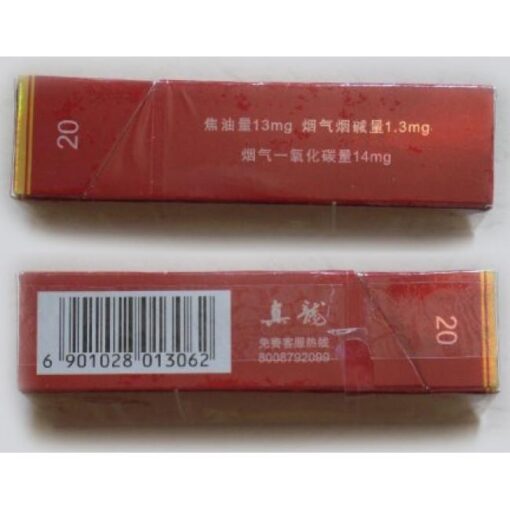 20
焦油量13mg 烟气烟碱量1.3mg
烟气一氧化碳量14mg
6 901028 013062
真龍
免费客服热线
8008792099
20